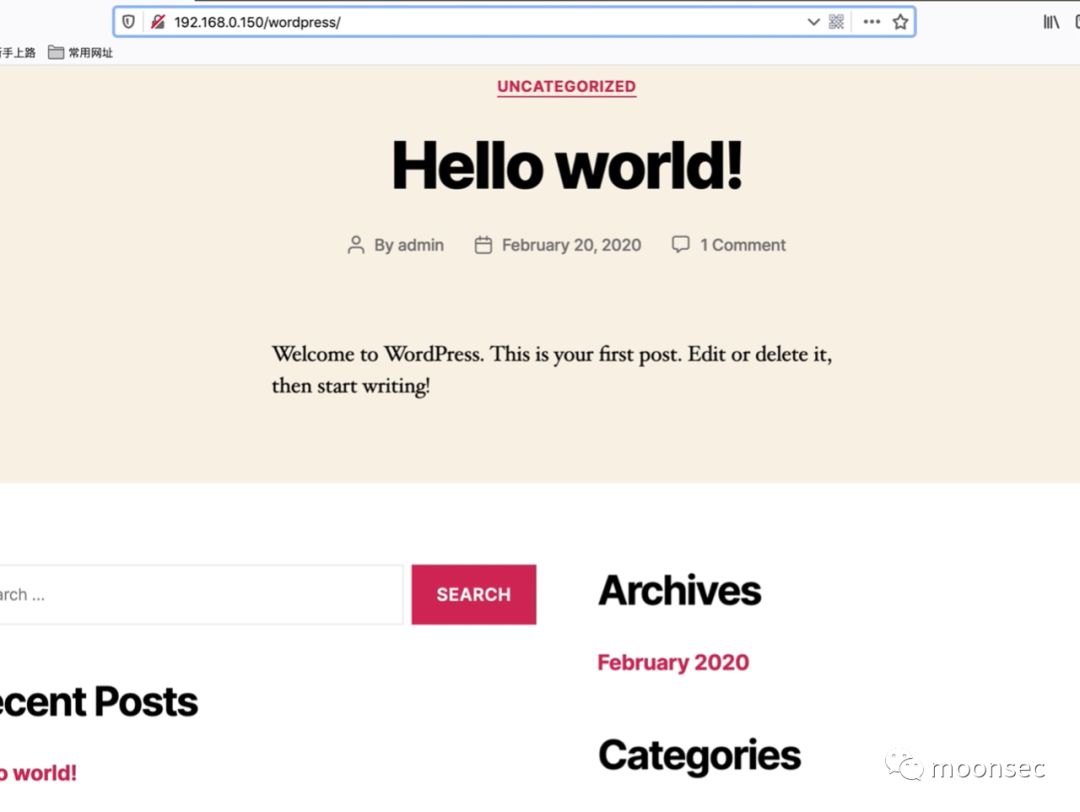 192.168.0.150/wordpress/
手上路 常用网址
UNCATEGORIZED
Hello world!
By admin February 20, 2020 1 Comment
Welcome to WordPress. This is your first post. Edit or delete it,
then start writing!
arch ...
SEARCH
Archives
February 2020
ecent Posts
Categories
o world!
moonsec